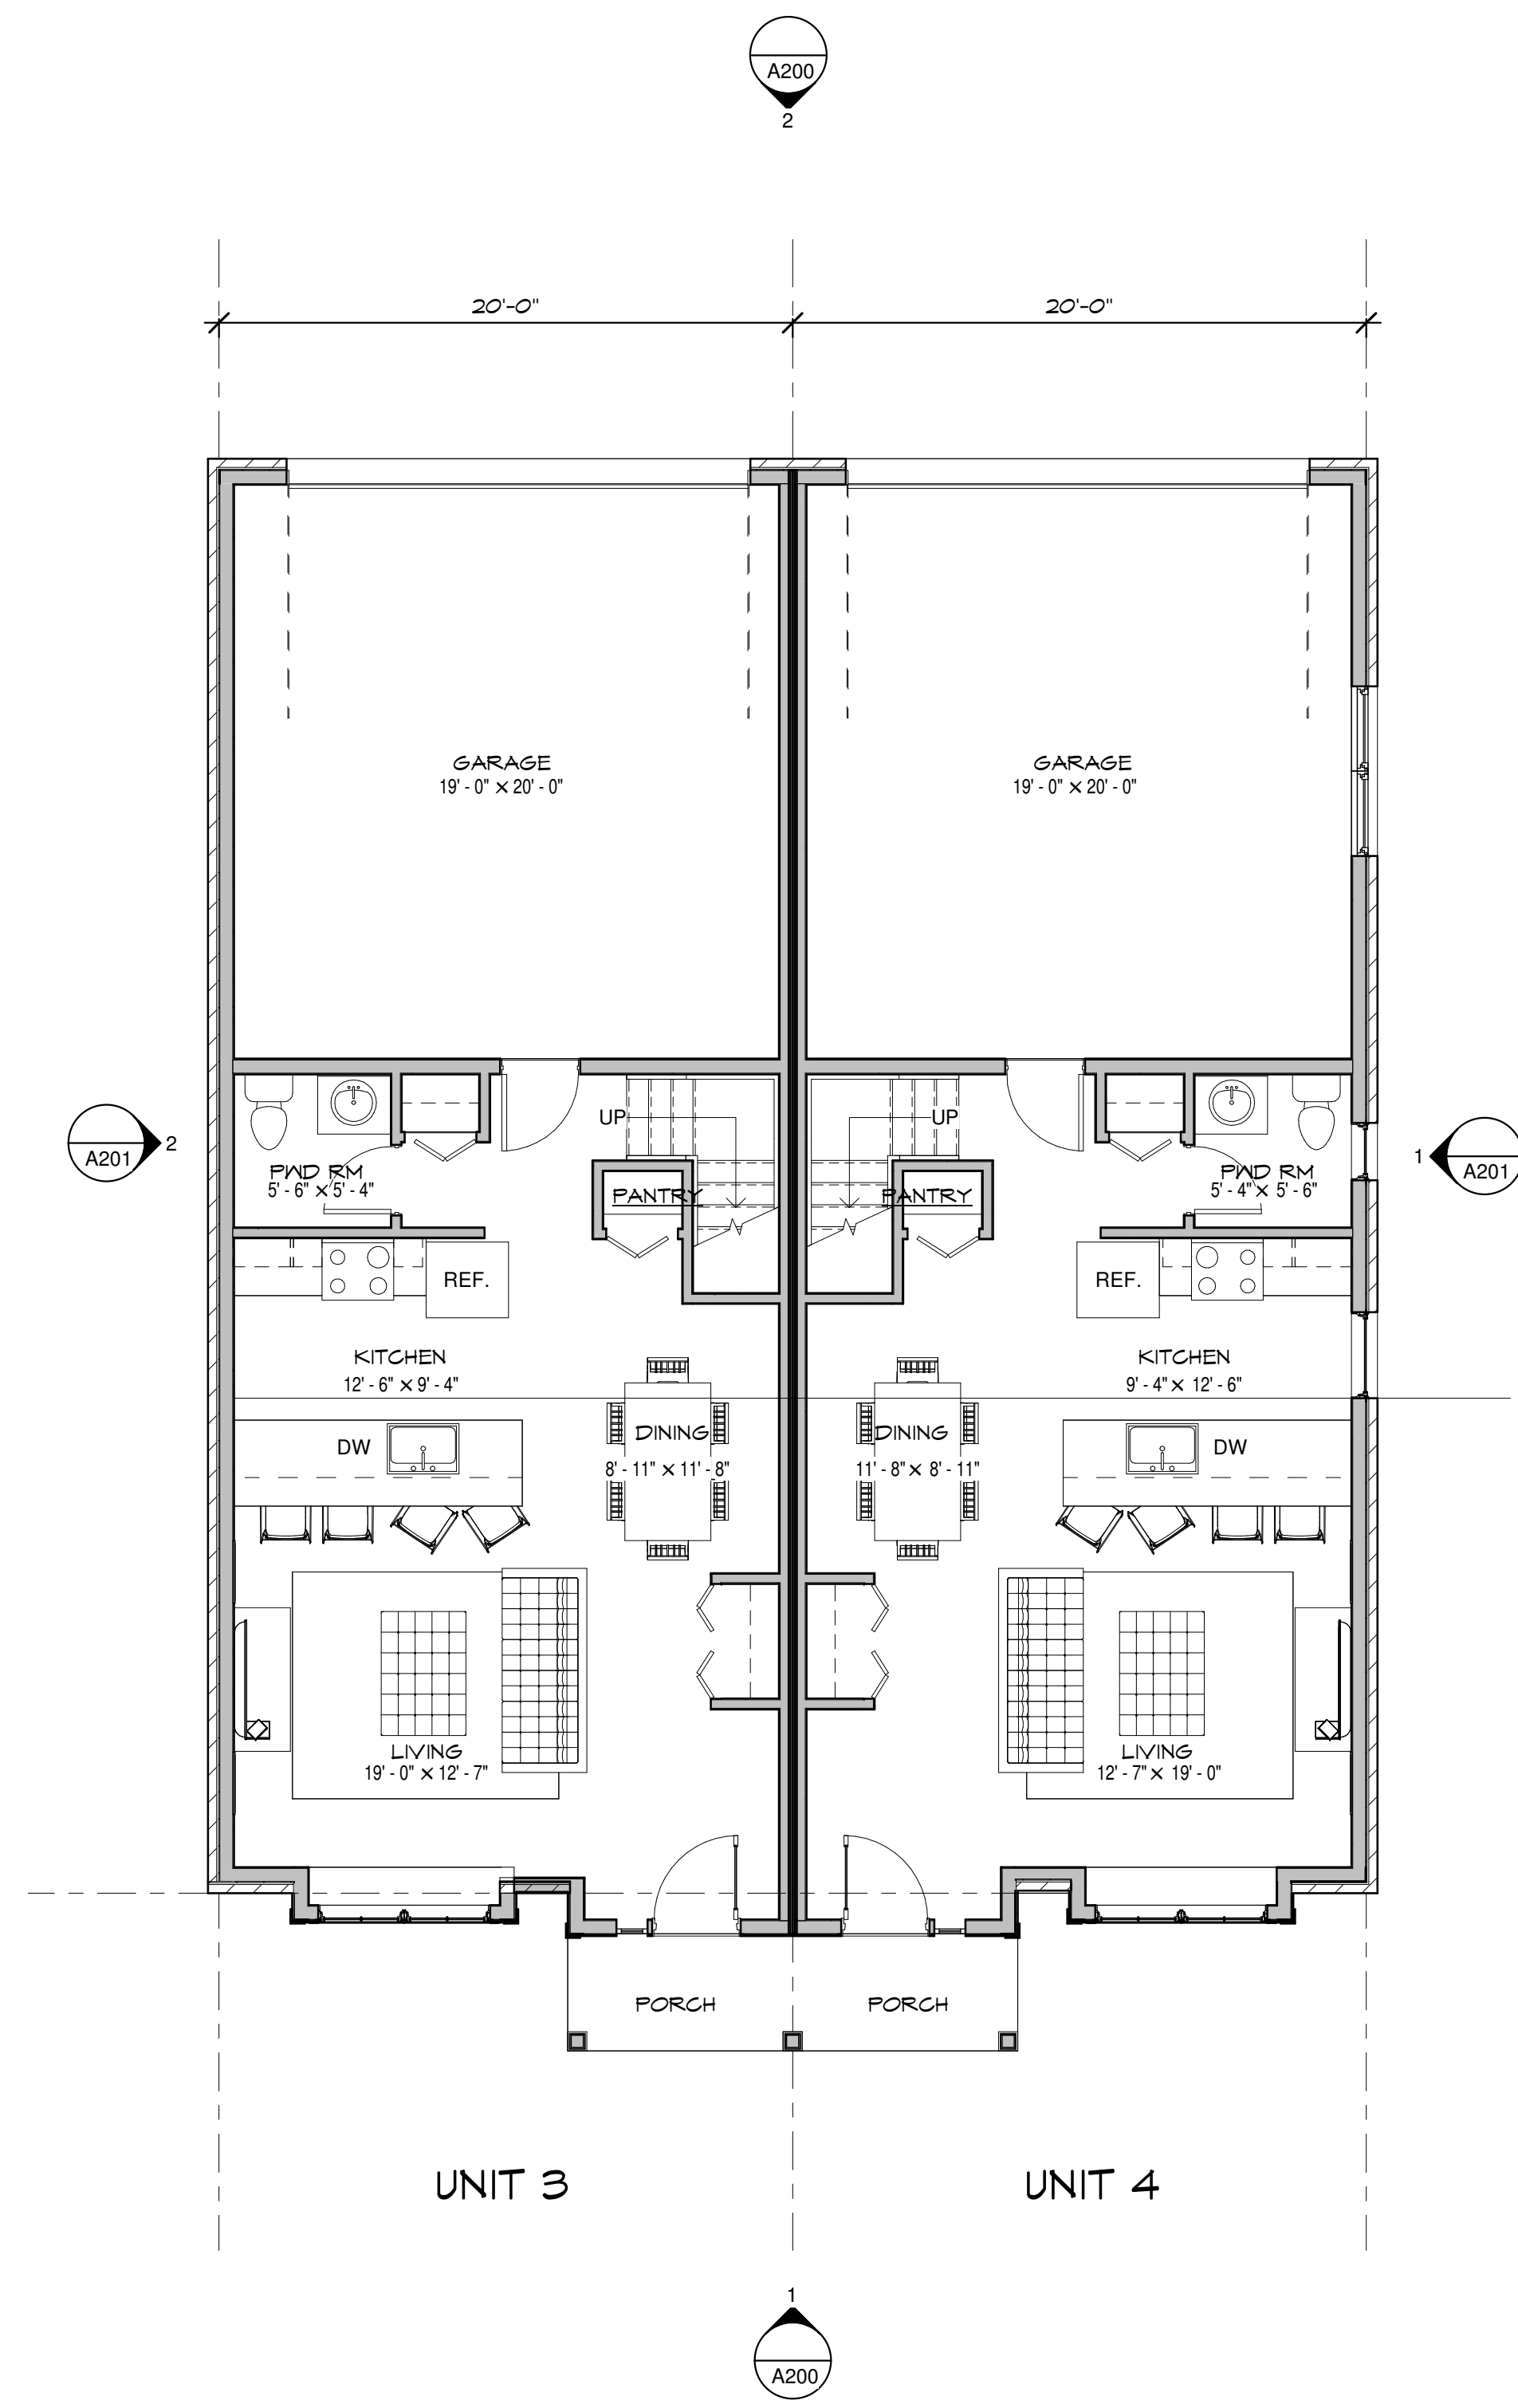 A200
2
20'-0" 20'-0"
GARAGE GARAGE
19' - 0" × 20' - 0" 19' - 0" × 20' - 0"
UP UP
A201 2 1 A201
PWD RM PWD RM
5' - 6" × 5' - 4" 5' - 4" × 5' - 6"
PANTRY PANTRY
REF. REF.
KITCHEN KITCHEN
12' - 6" × 9' - 4" 9' - 4" × 12' - 6"
DINING DINING
DW DW
8' - 11" × 11' - 8" 11' - 8" × 8' - 11"
LIVING LIVING
19' - 0" × 12' - 7" 12' - 7" × 19' - 0"
PORCH PORCH
UNIT 3 UNIT 4
1
A200